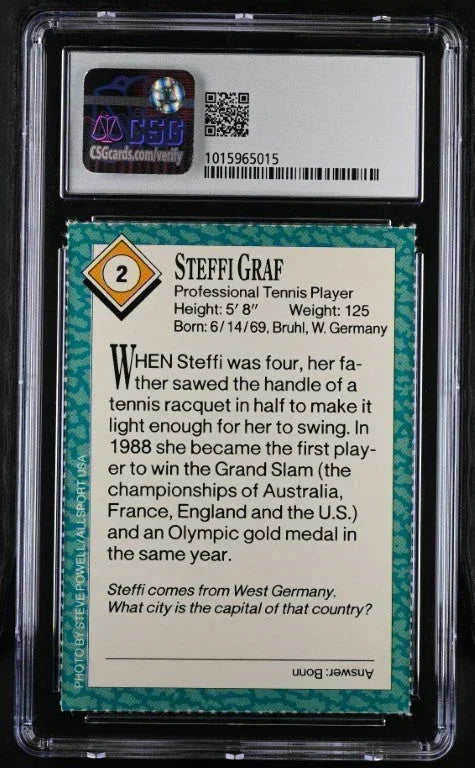 CSG
CSGcards.com/verify
1015965015
2
STEFFI GRAF
Professional Tennis Player
Height: 5' 8" Weight: 125
Born: 6/14/69, Bruhl, W. Germany
WHEN Steffi was four, her fa-
ther sawed the handle of a
tennis racquet in half to make it
light enough for her to swing. In
1988 she became the first play-
er to win the Grand Slam (the
championships of Australia,
France, England and the U.S.)
and an Olympic gold medal in
the same year.
Steffi comes from West Germany.
What city is the capital of that country?
Answer: Bonn
PHOTO BY STEVE POWELL/ALLSPORT USA